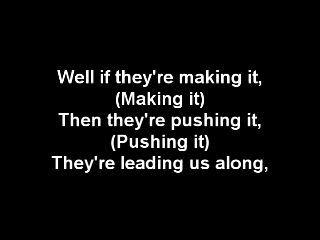 Well if they're making it,
(Making it)
Then they're pushing it,
(Pushing it)
They're leading us along,